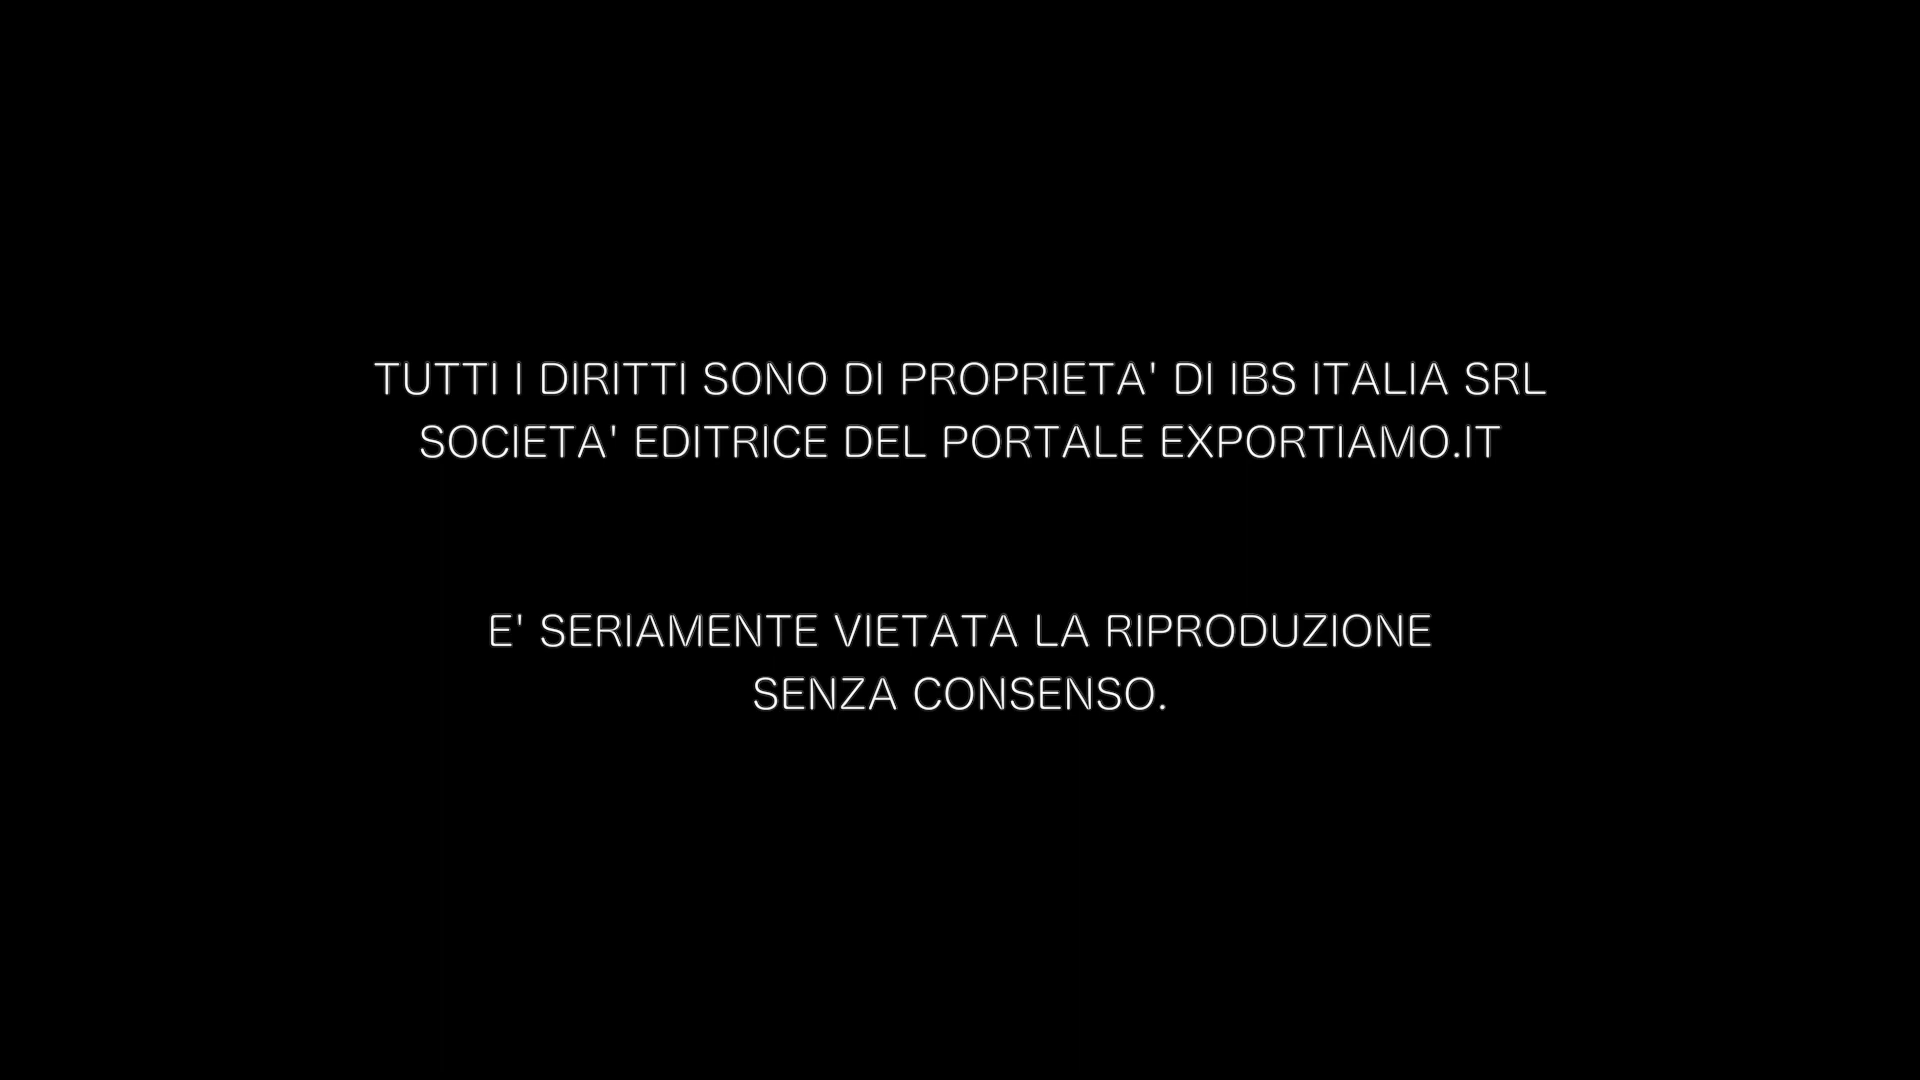 TUTTI I DIRITTI SONO DI PROPRIETA' DI IBS ITALIA SRL
SOCIETA' EDITRICE DEL PORTALE EXPORTIAMO.IT
E' SERIAMENTE VIETATA LA RIPRODUZIONE
SENZA CONSENSO.